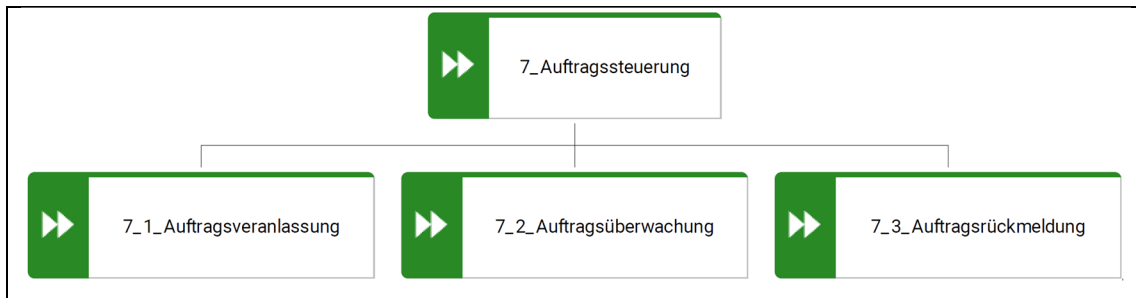 7_Auftragssteuerung
7_1_Auftragsveranlassung
7_2_Auftragsüberwachung
7_3_Auftragsrückmeldung